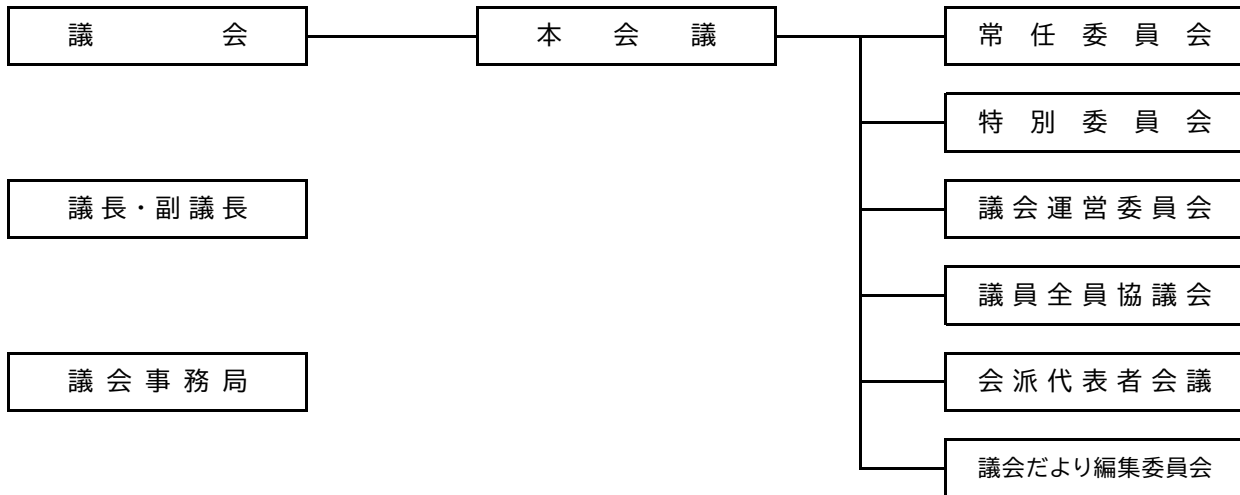 議会
本会議
常任委員会
特別委員会
議長・副議長
議会運営委員会
議員全員協議会
議会事務局
会派代表者会議
議会だより編集委員会